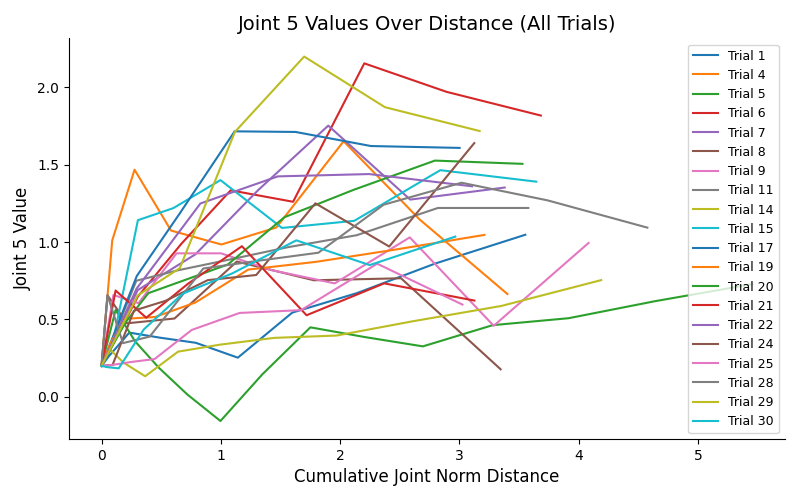 Joint 5 Values Over Distance (All Trials)
Joint 5 Value
2.0
1.5
1.0
0.5
0.0
0
1
2
3
4
5
Cumulative Joint Norm Distance
Trial 1
Trial 4
Trial 5
Trial 6
Trial 7
Trial 8
Trial 9
Trial 11
Trial 14
Trial 15
Trial 17
Trial 19
Trial 20
Trial 21
Trial 22
Trial 24
Trial 25
Trial 28
Trial 29
Trial 30